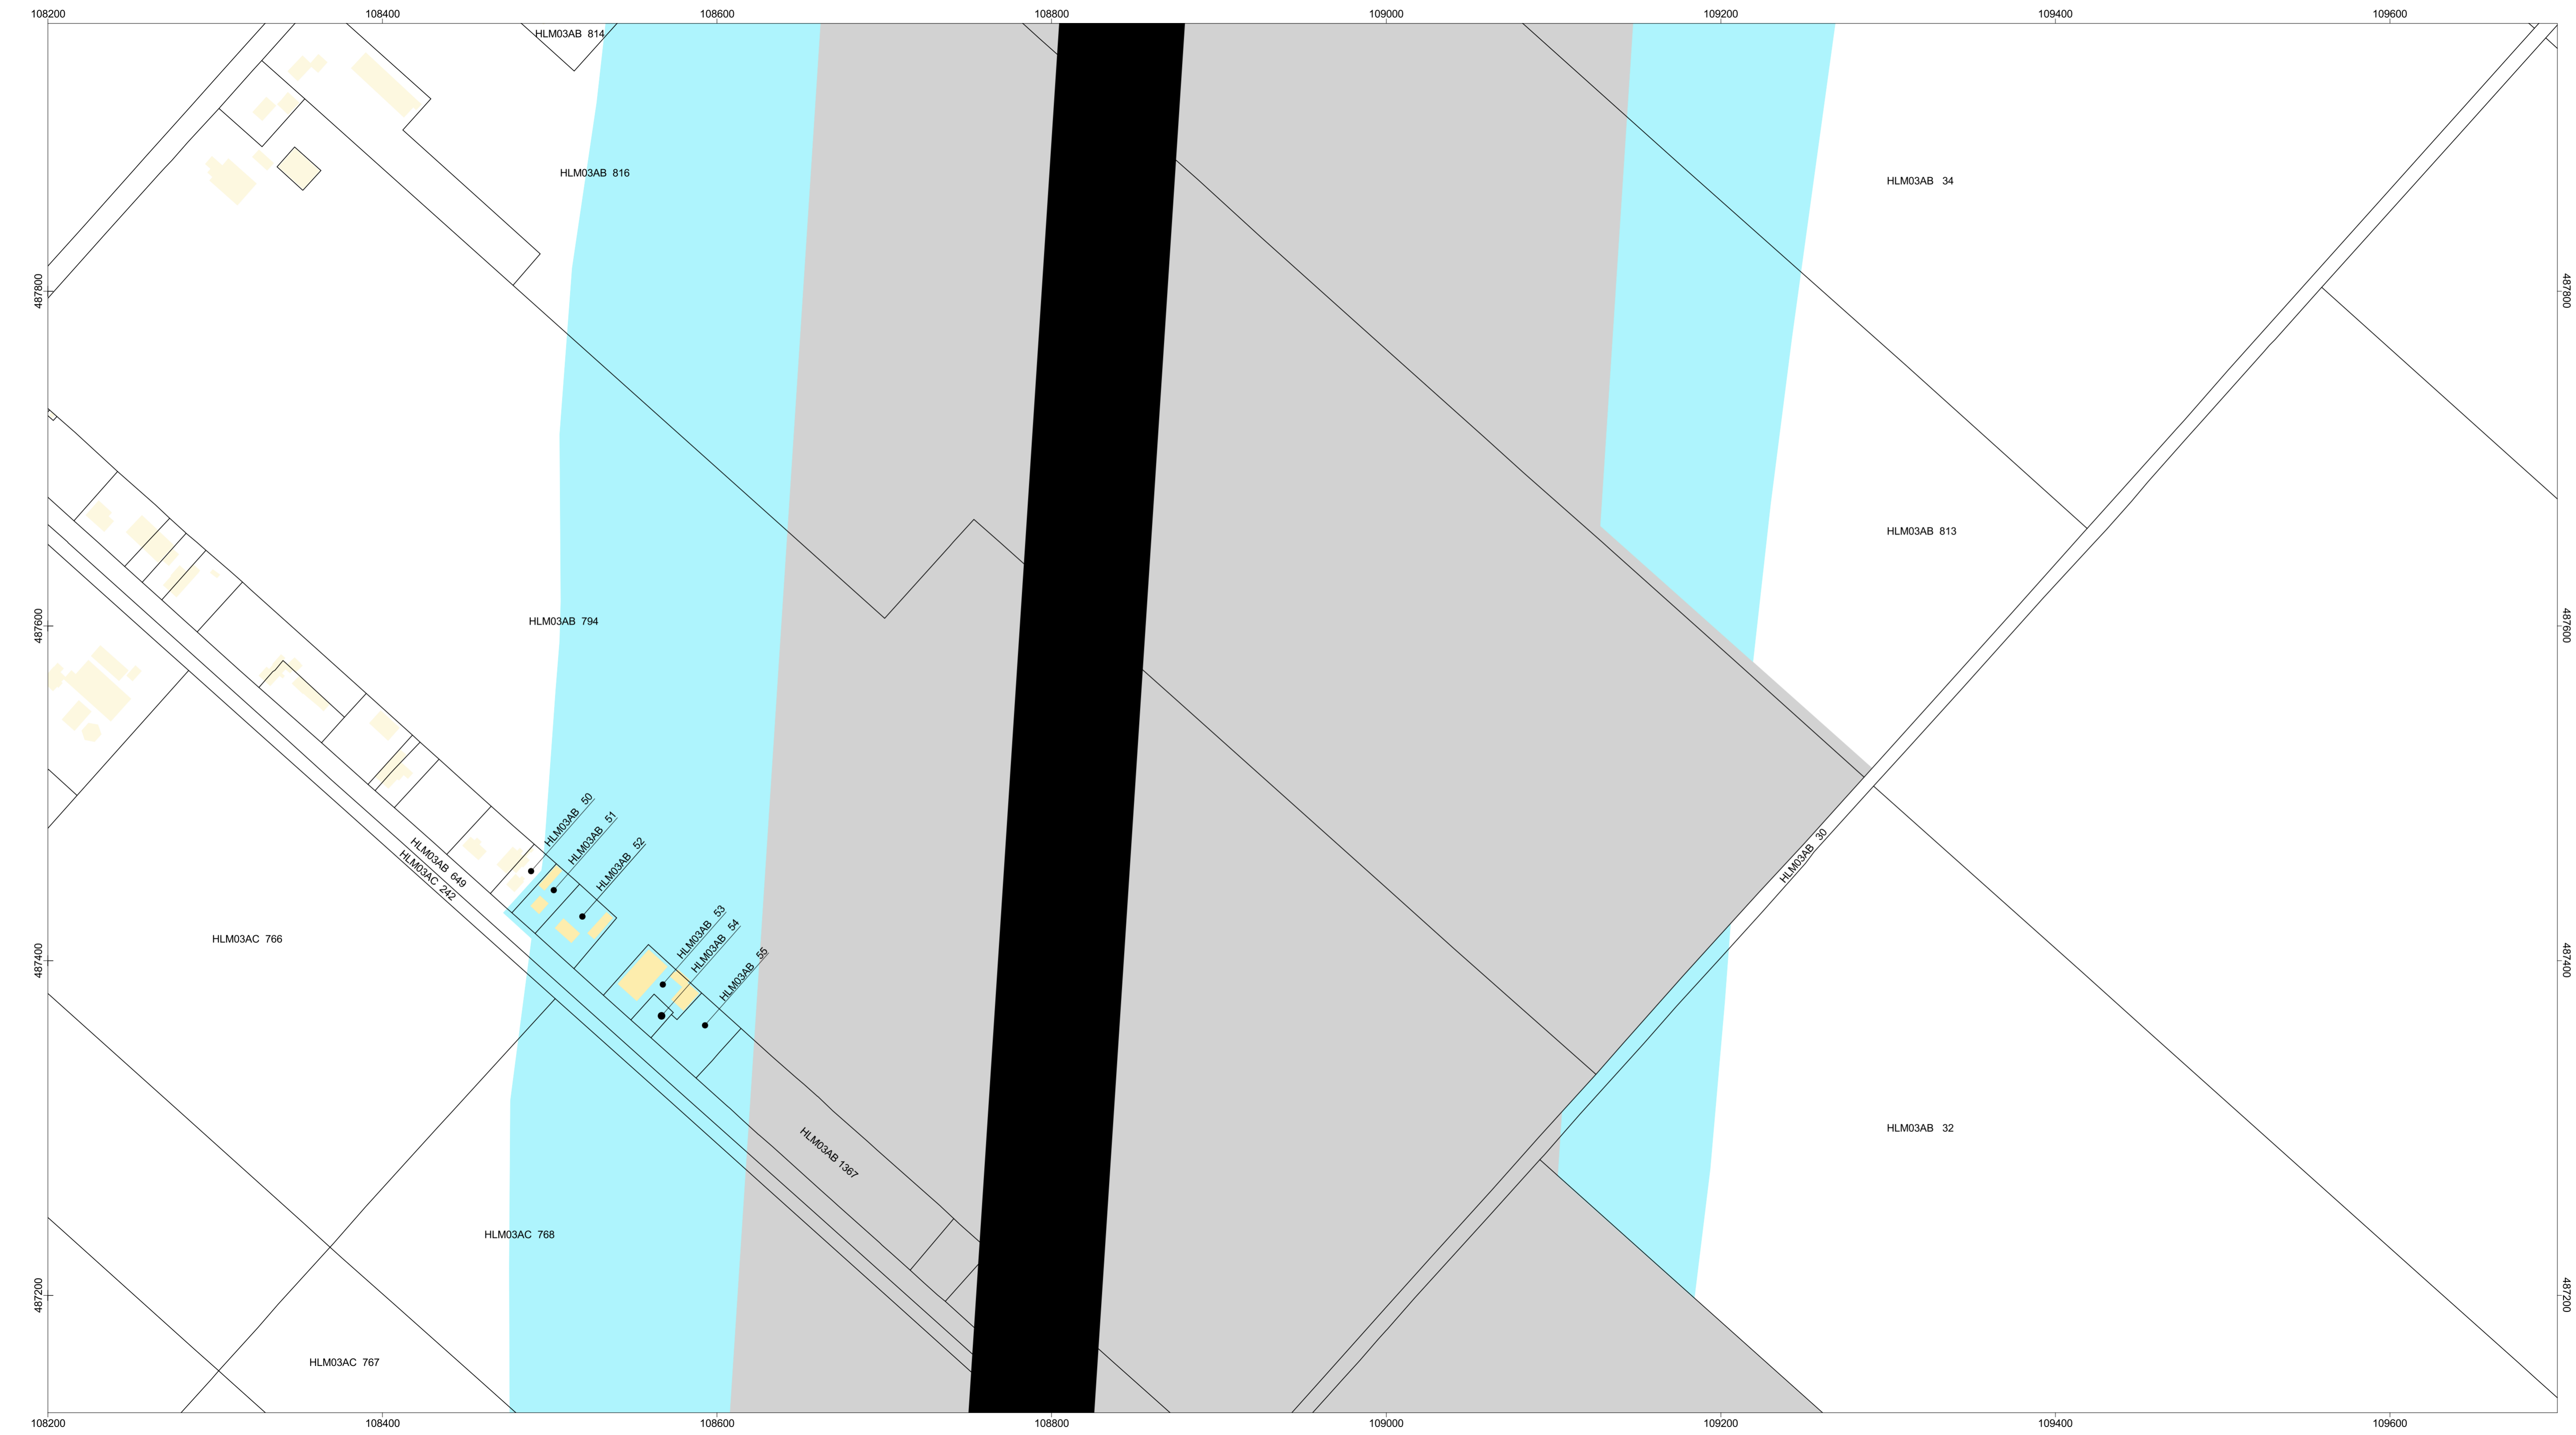 108200 108400 108600 108800 109000 109200 109400 109600
HLM03AB 814
HLM03AB 816
HLM03AB 34
487800 487800
HLM03AB 813
487600 487600
HLM03AB 794
HLM03AB 50
HLM03AB 51
HLM03AB 52
HLM03AB 649
HLM03AC 242
HLM03AB 30
HLM03AB 53
HLM03AB 54
HLM03AB 55
HLM03AC 766
487400 487400
HLM03AB 32
HLM03AB 1367
HLM03AC 768
487200 487200
HLM03AC 767
108200 108400 108600 108800 109000 109200 109400 109600